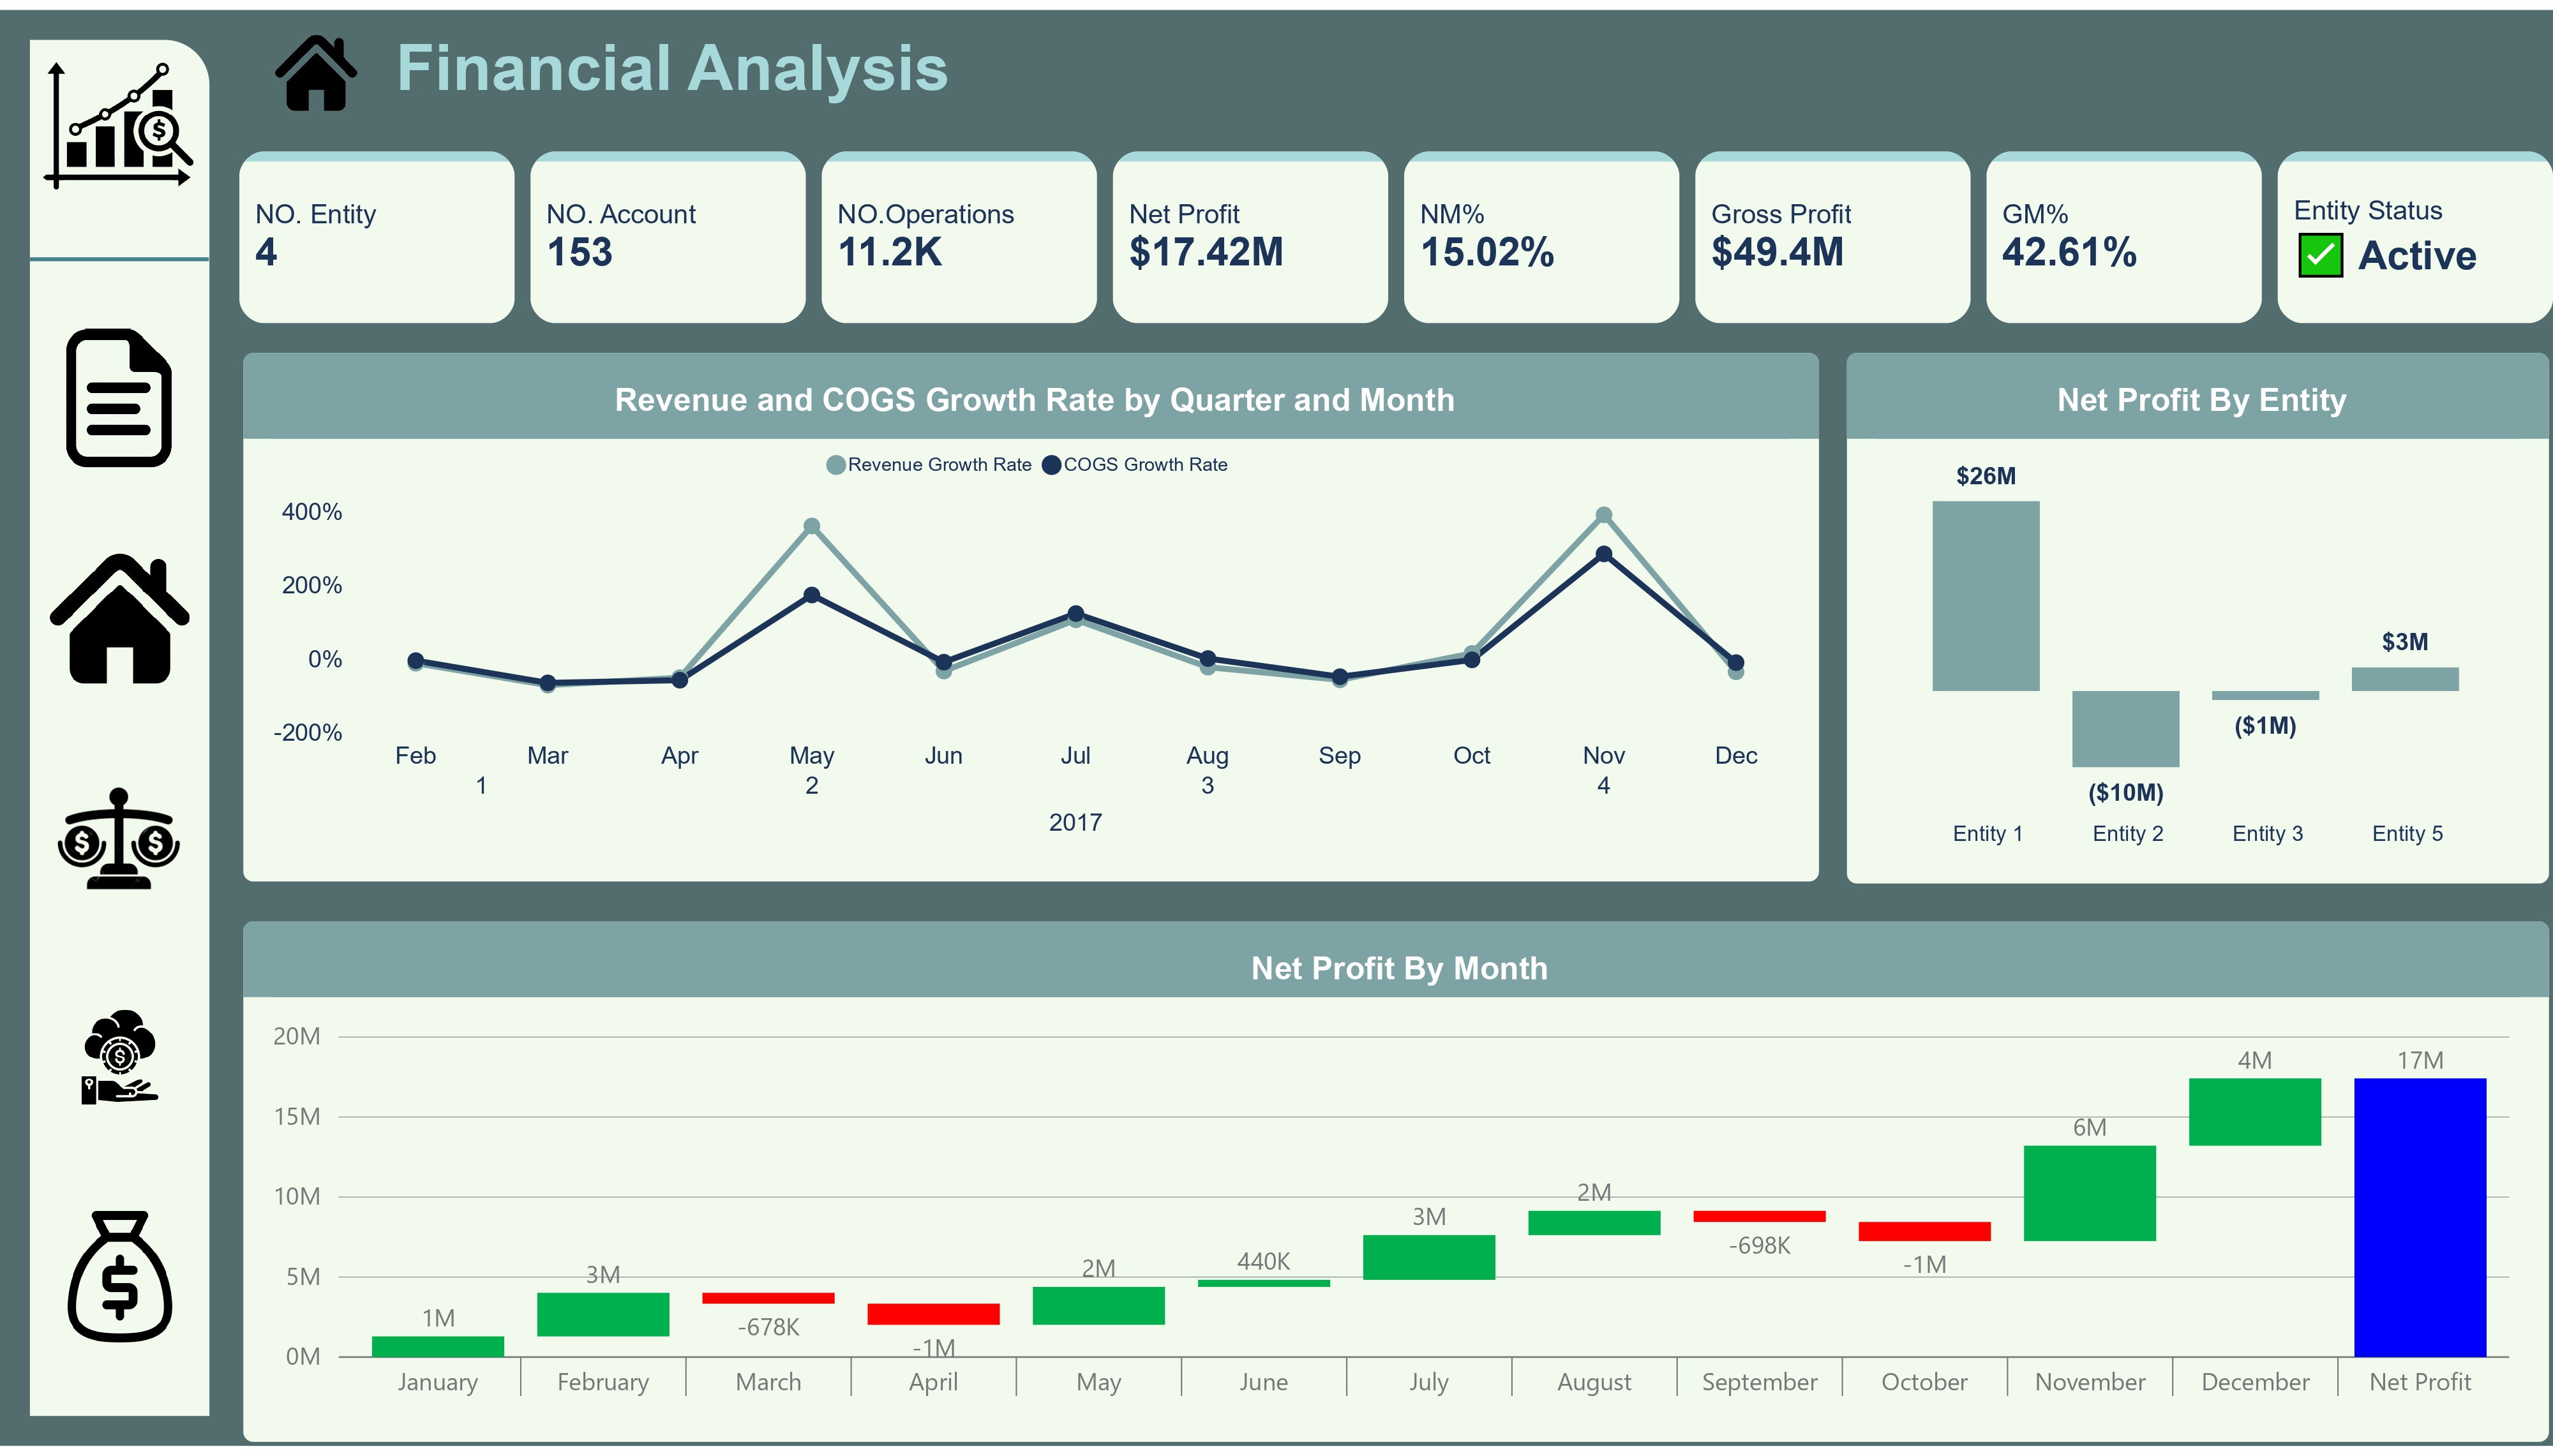 Financial Analysis
NO. Entity
4
NO. Account
153
NO.Operations
11.2K
Net Profit
$17.42M
NM%
15.02%
Gross Profit
$49.4M
GM%
42.61%
Entity Status
Active
Revenue and COGS Growth Rate by Quarter and Month
Revenue Growth Rate COGS Growth Rate
400%
200%
0%
-200%
Feb Mar Apr May Jun Jul Aug Sep Oct Nov Dec
1 2 3 4
2017
Net Profit By Entity
$26M
$3M
($1M)
($10M)
Entity 1 Entity 2 Entity 3 Entity 5
Net Profit By Month
20M
15M
10M
5M
0M
1M
3M
-678K
-1M
2M
440K
3M
2M
-698K
-1M
6M
4M
17M
January February March April May June July August September October November December Net Profit